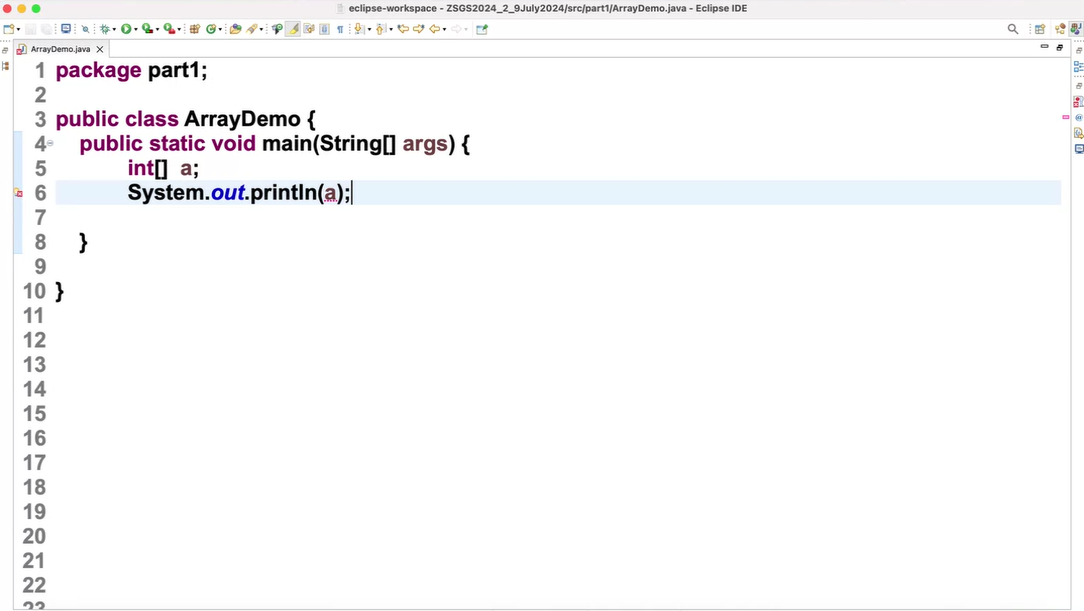 eclipse-workspace - ZSGS2024_2_9July2024/src/part1/ArrayDemo.java - Eclipse IDE
ArrayDemo.java
1 package part1;
2
3 public class ArrayDemo {
4 public static void main(String[] args) {
5 int[] a;
6 System.out.println(a);
7
8 }
9
10 }
11
12
13
14
15
16
17
18
19
20
21
22
23